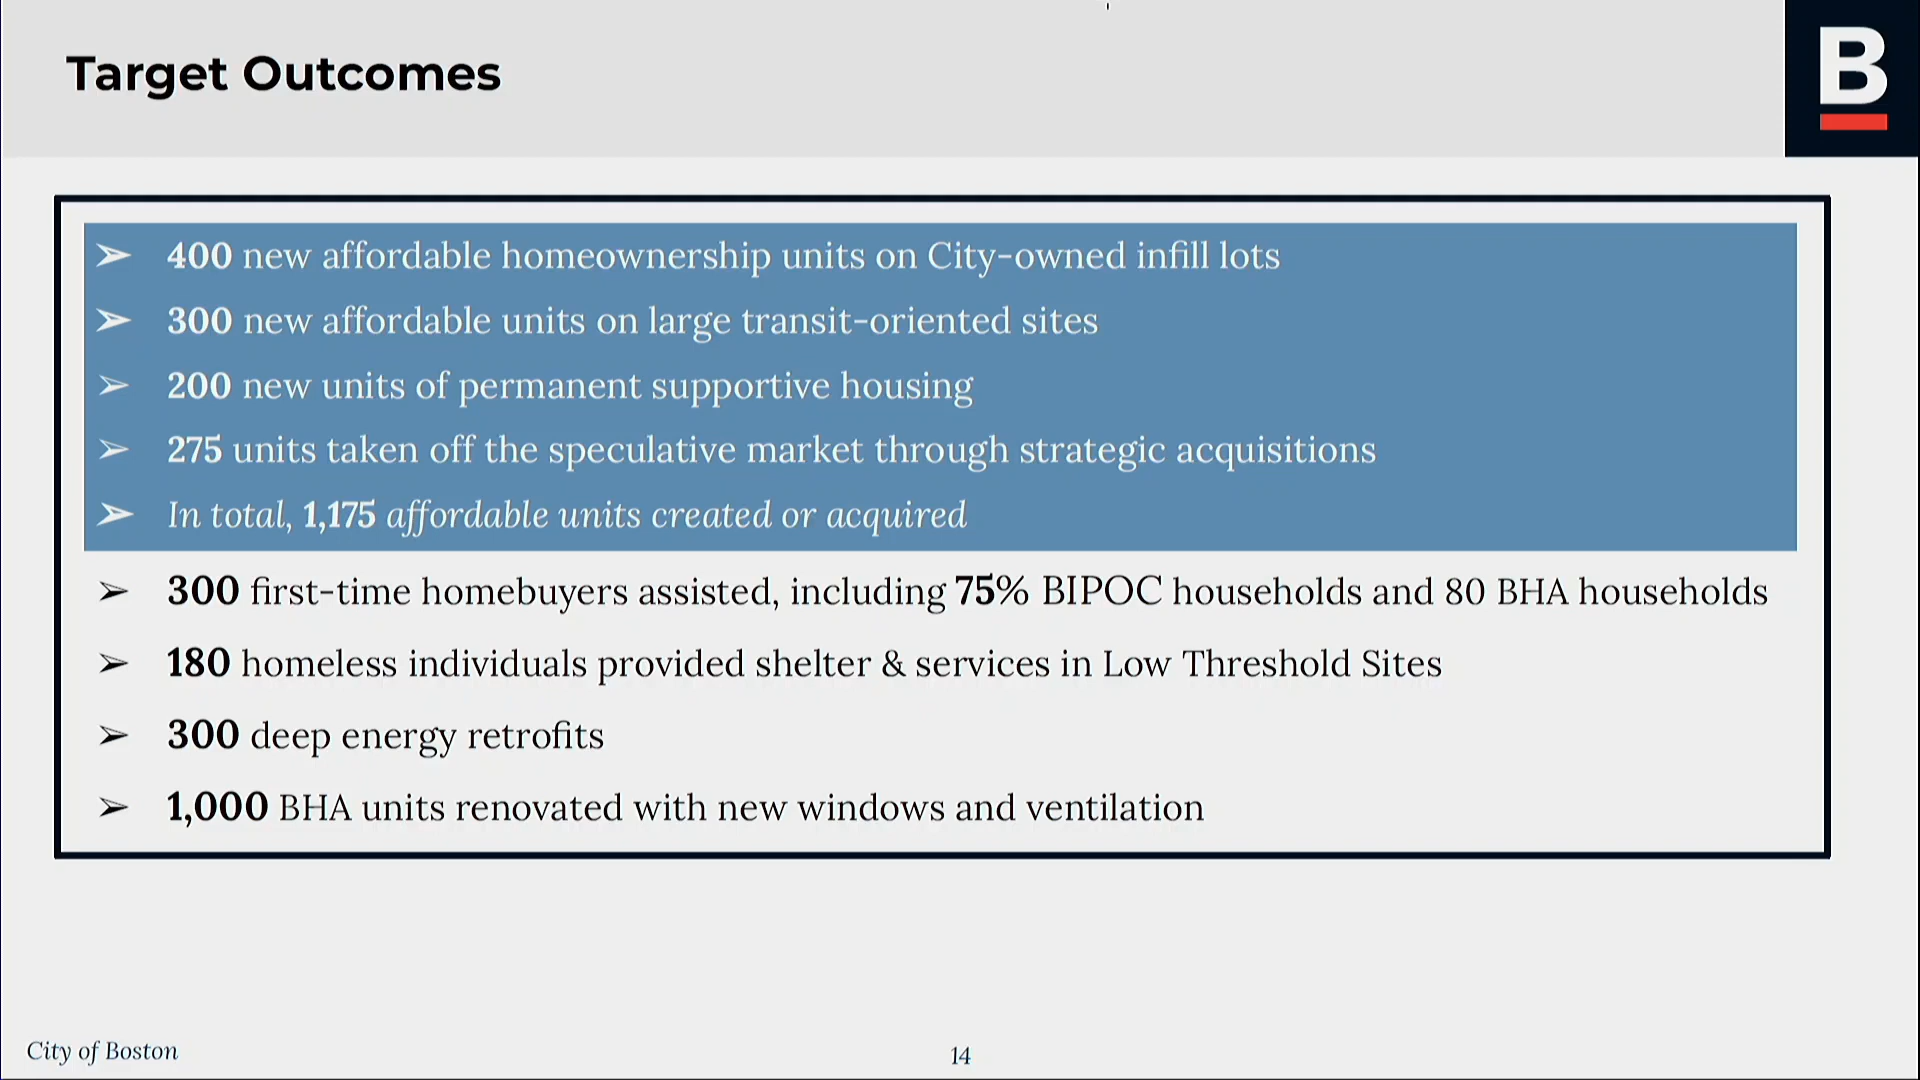 Target Outcomes
B
➢ 400 new affordable homeownership units on City-owned infill lots
➢ 300 new affordable units on large transit-oriented sites
➢ 200 new units of permanent supportive housing
➢ 275 units taken off the speculative market through strategic acquisitions
➢ In total, 1,175 affordable units created or acquired
➢ 300 first-time homebuyers assisted, including 75% BIPOC households and 80 BHA households
➢ 180 homeless individuals provided shelter & services in Low Threshold Sites
➢ 300 deep energy retrofits
➢ 1,000 BHA units renovated with new windows and ventilation
City of Boston
14